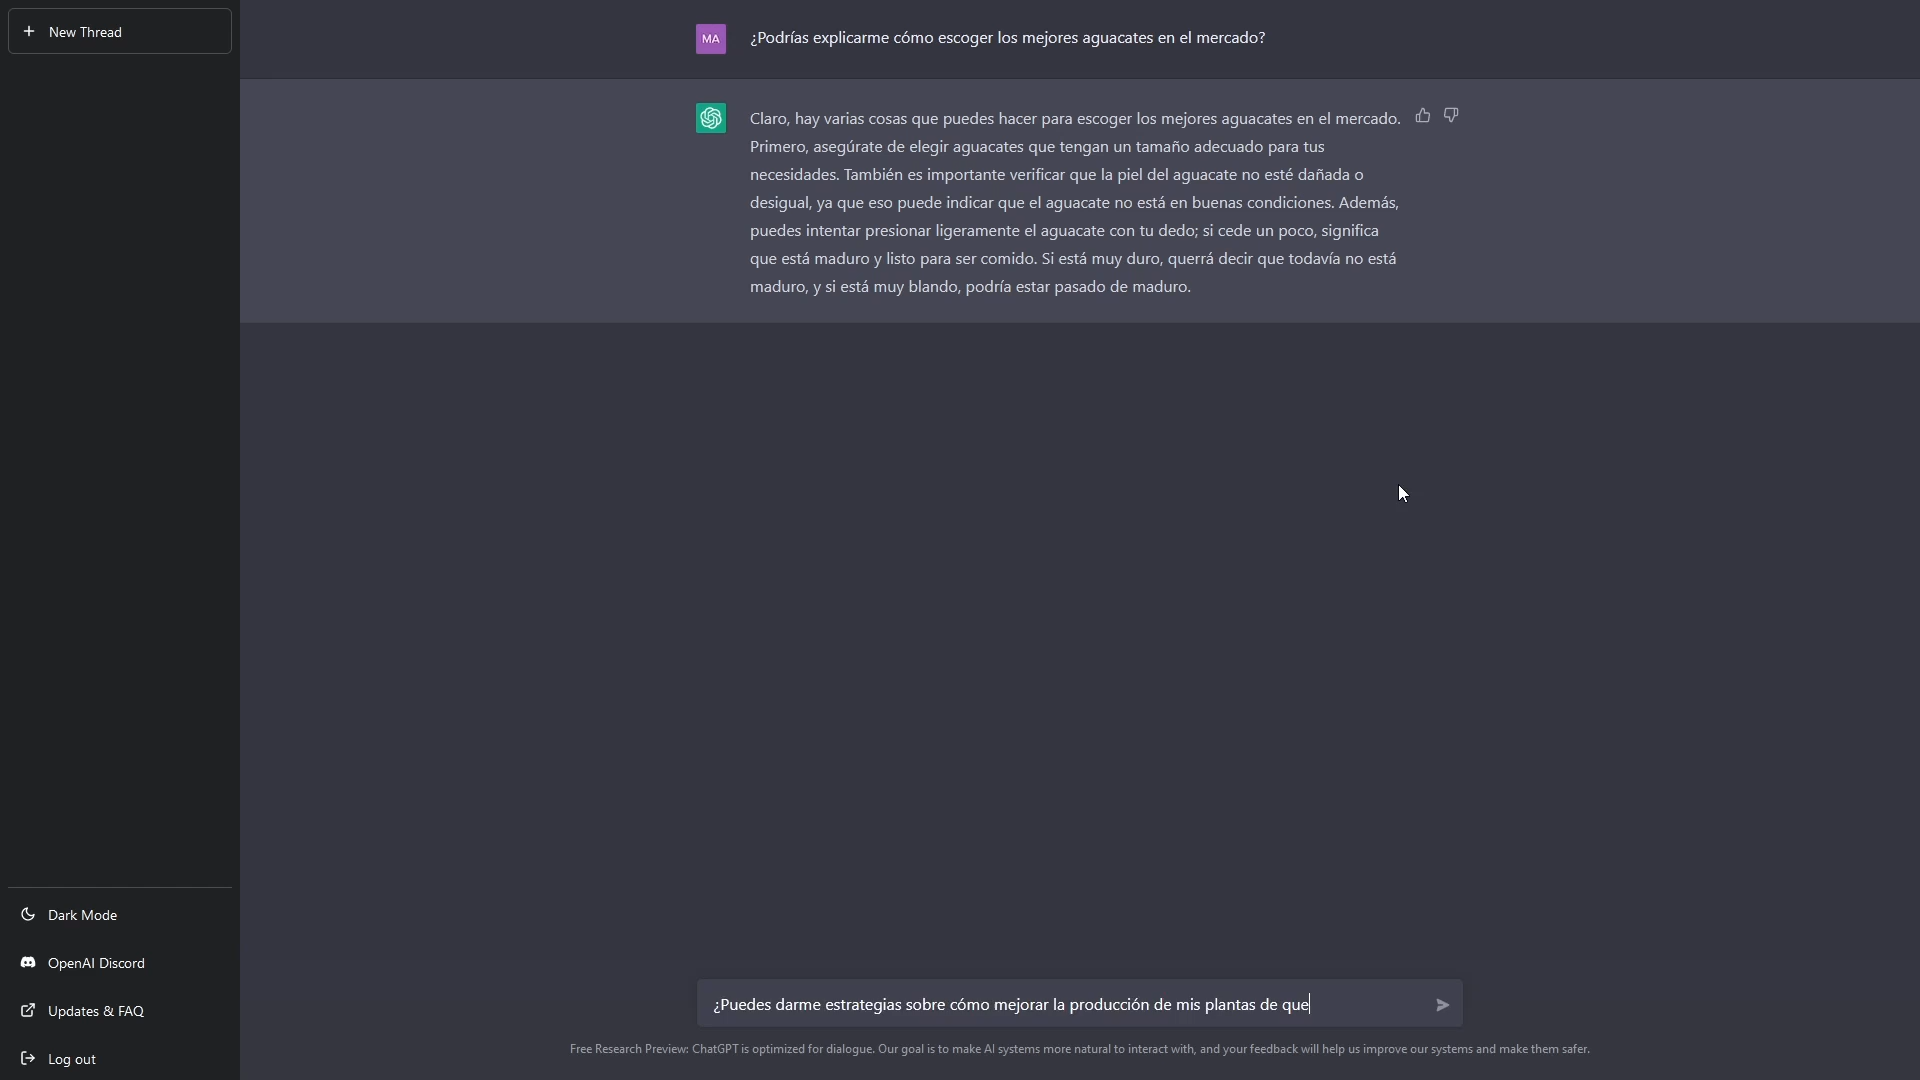 New Thread
MA
¿Podrías explicarme cómo escoger los mejores aguacates en el mercado?
Claro, hay varias cosas que puedes hacer para escoger los mejores aguacates en el mercado.
Primero, asegúrate de elegir aguacates que tengan un tamaño adecuado para tus
necesidades. También es importante verificar que la piel del aguacate no esté dañada o
desigual, ya que eso puede indicar que el aguacate no está en buenas condiciones. Además,
puedes intentar presionar ligeramente el aguacate con tu dedo; si cede un poco, significa
que está maduro y listo para ser comido. Si está muy duro, querrá decir que todavía no está
maduro, y si está muy blando, podría estar pasado de maduro.
Dark Mode
OpenAI Discord
Updates & FAQ
Log out
¿Puedes darme estrategias sobre cómo mejorar la producción de mis plantas de que
Free Research Preview: ChatGPT is optimized for dialogue. Our goal is to make AI systems more natural to interact with, and your feedback will help us improve our systems and make them safer.